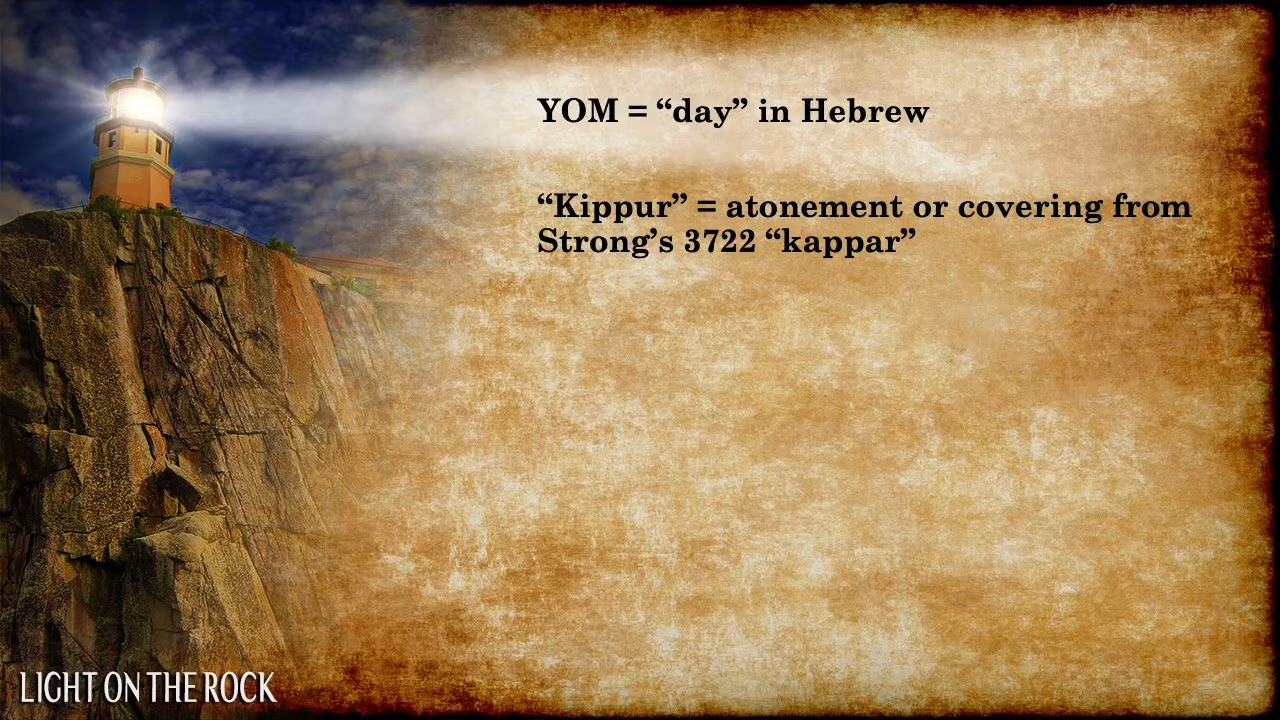 YOM = “day” in Hebrew
“Kippur” = atonement or covering from
Strong’s 3722 “kappar”
LIGHT ON THE ROCK